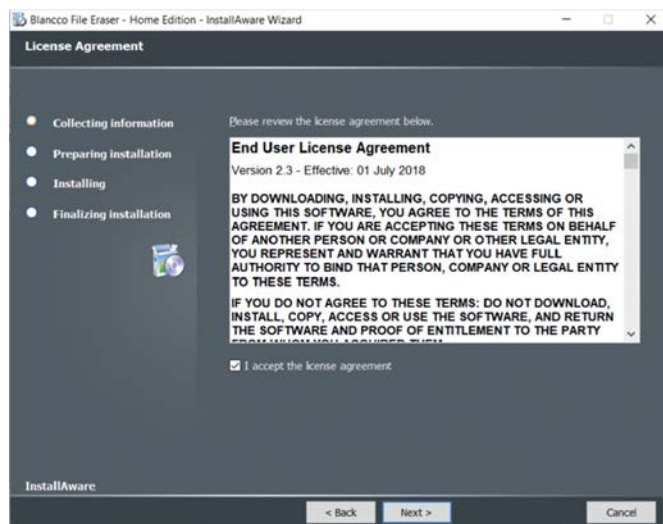 Blancco File Eraser - Home Edition - InstallAware Wizard
License Agreement
Collecting information
Preparing installation
Installing
Finalizing installation
Please review the license agreement below.
End User License Agreement
Version 2.3 - Effective: 01 July 2018
BY DOWNLOADING, INSTALLING, COPYING, ACCESSING OR
USING THIS SOFTWARE, YOU AGREE TO THE TERMS OF THIS
AGREEMENT. IF YOU ARE ACCEPTING THESE TERMS ON BEHALF
OF ANOTHER PERSON OR COMPANY OR OTHER LEGAL ENTITY,
YOU REPRESENT AND WARRANT THAT YOU HAVE FULL
AUTHORITY TO BIND THAT PERSON, COMPANY OR LEGAL ENTITY
TO THESE TERMS.
IF YOU DO NOT AGREE TO THESE TERMS: DO NOT DOWNLOAD,
INSTALL, COPY, ACCESS OR USE THE SOFTWARE, AND RETURN
THE SOFTWARE AND PROOF OF ENTITLEMENT TO THE PARTY
FROM WHOM YOU ACQUIRED THEM.
I accept the license agreement
InstallAware
< Back
Next >
Cancel